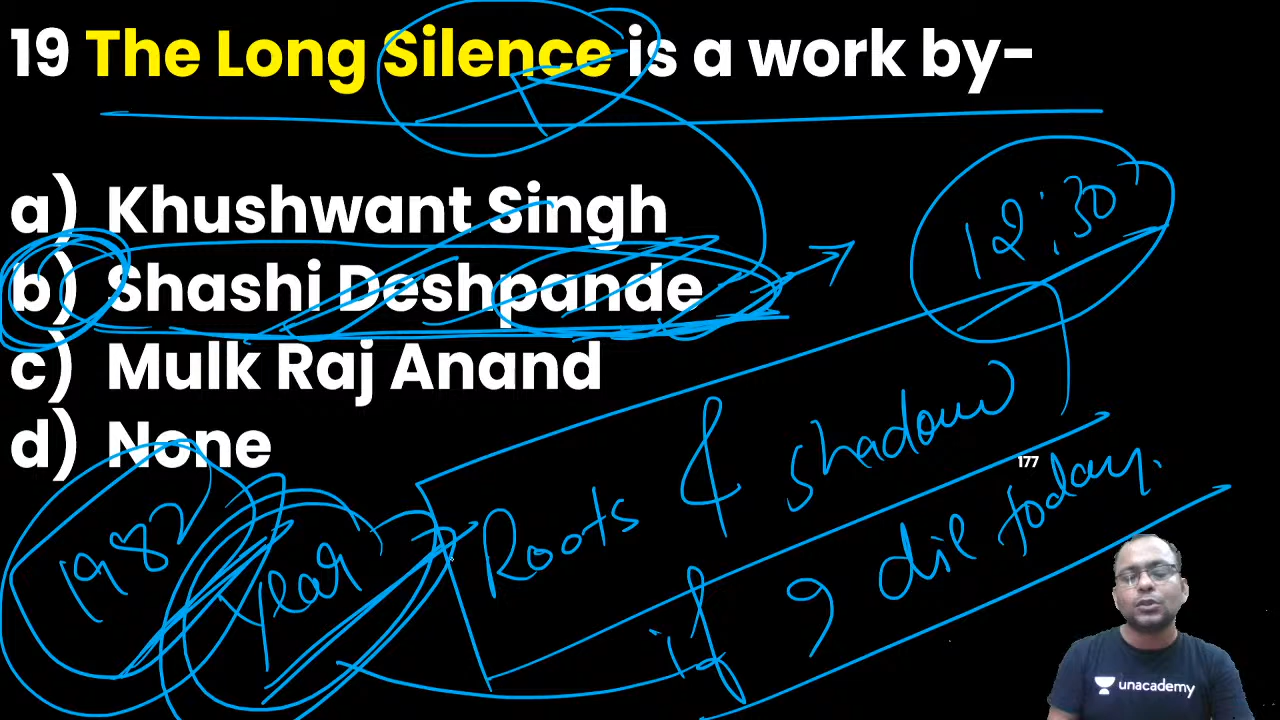 19 The Long Silence is a work by-
a) Khushwant Singh
12:30
b) Shashi Deshpande
c) Mulk Raj Anand
d) None
Roots & shadow
177
1982
year
if I die today.
unacademy